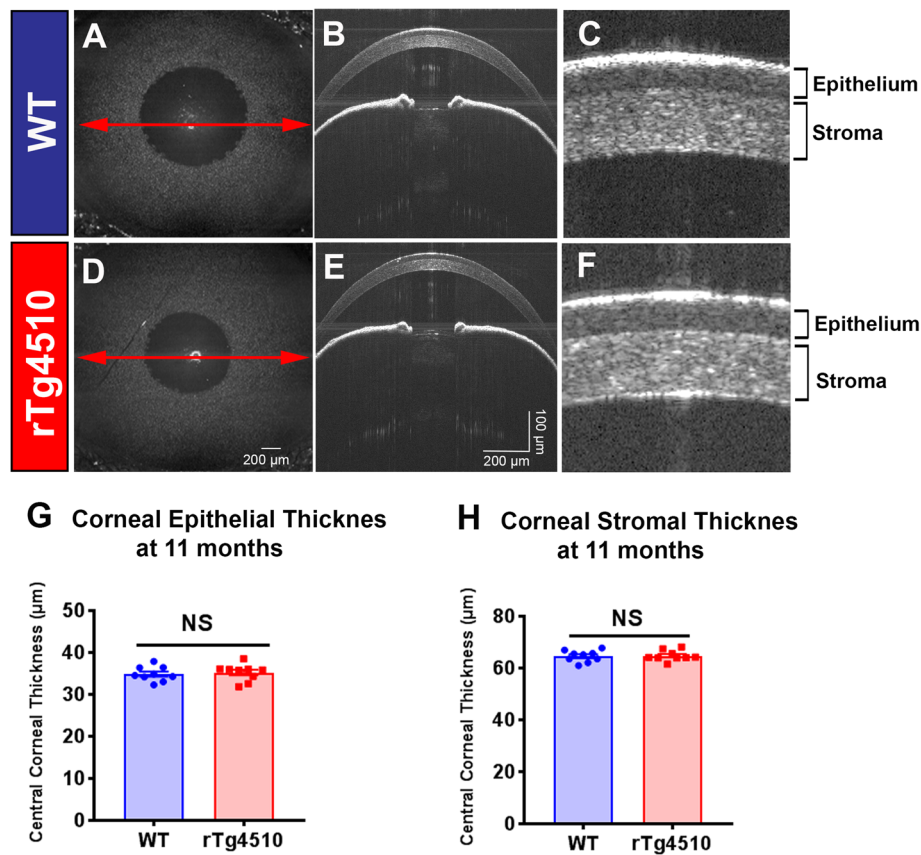 A
B
C
WT
Epithelium
Stroma
D
E
F
rTg4510
Epithelium
Stroma
200 µm
100 µm
200 µm
G Corneal Epithelial Thicknes
at 11 months
H Corneal Stromal Thicknes
at 11 months
Central Corneal Thickness (µm)
50
40
30
20
10
0
NS
WT
rTg4510
Central Corneal Thickness (µm)
80
60
40
20
0
NS
WT
rTg4510